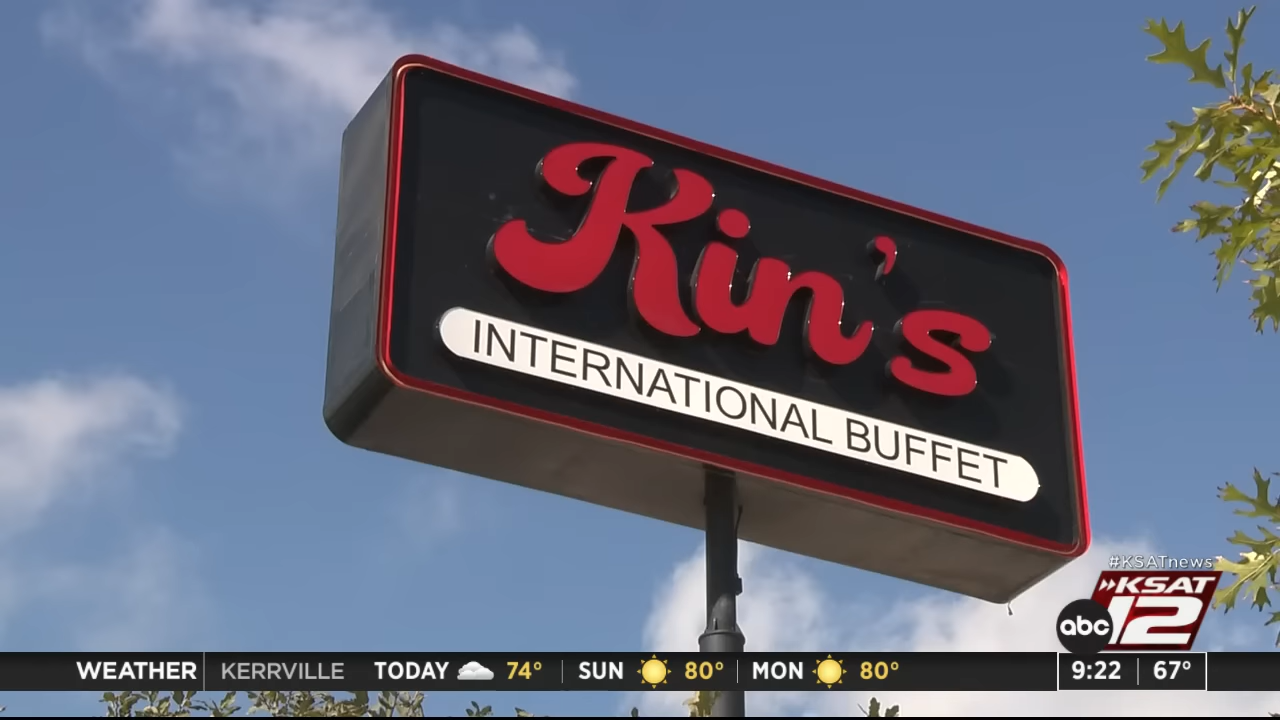 Kin's
INTERNATIONAL BUFFET
#KSATnews
KSAT
abc 12
WEATHER KERRVILLE TODAY 74° SUN 80° MON 80° 9:22 67°